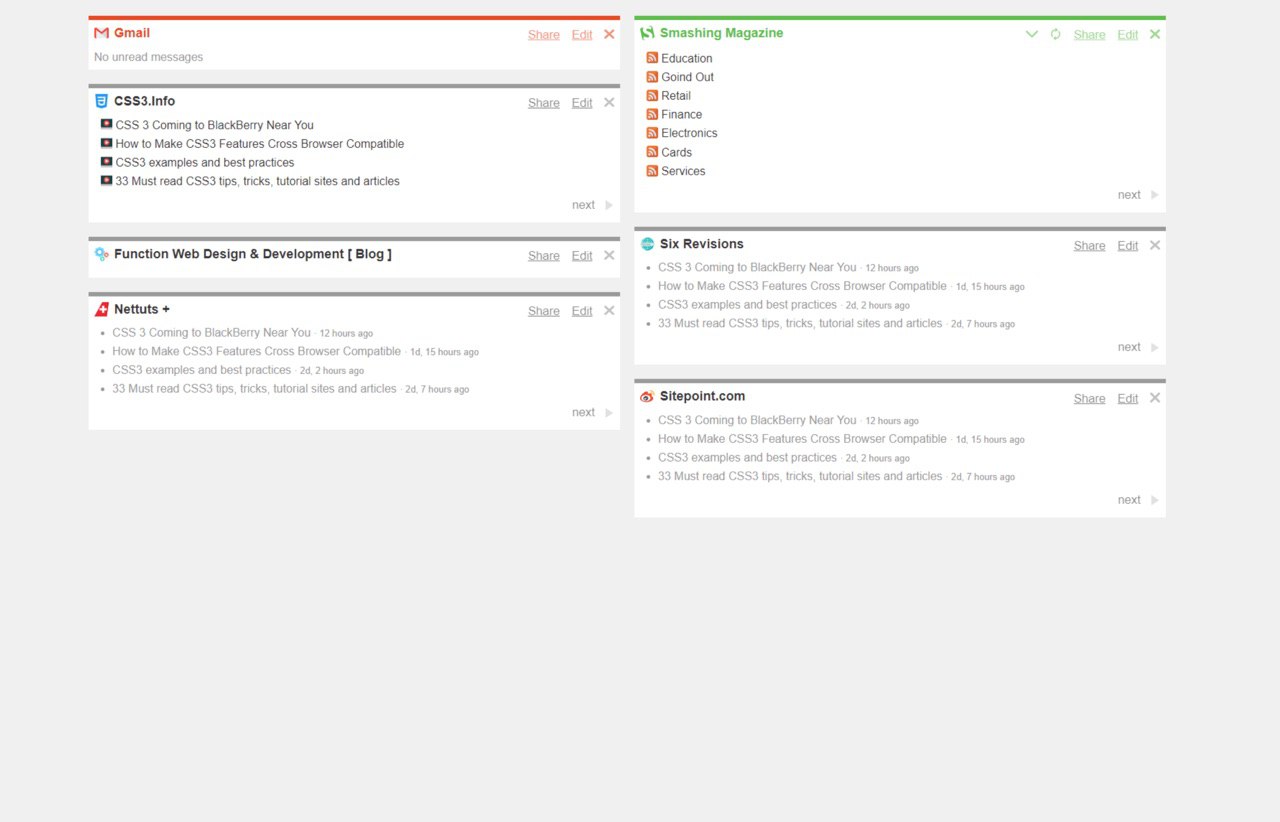 Gmail Share Edit
No unread messages
CSS3.Info Share Edit
CSS 3 Coming to BlackBerry Near You
How to Make CSS3 Features Cross Browser Compatible
CSS3 examples and best practices
33 Must read CSS3 tips, tricks, tutorial sites and articles
next
Function Web Design & Development [ Blog ] Share Edit
Nettuts + Share Edit
CSS 3 Coming to BlackBerry Near You · 12 hours ago
How to Make CSS3 Features Cross Browser Compatible · 1d, 15 hours ago
CSS3 examples and best practices · 2d, 2 hours ago
33 Must read CSS3 tips, tricks, tutorial sites and articles · 2d, 7 hours ago
next
Smashing Magazine Share Edit
Education
Goind Out
Retail
Finance
Electronics
Cards
Services
next
Six Revisions Share Edit
CSS 3 Coming to BlackBerry Near You · 12 hours ago
How to Make CSS3 Features Cross Browser Compatible · 1d, 15 hours ago
CSS3 examples and best practices · 2d, 2 hours ago
33 Must read CSS3 tips, tricks, tutorial sites and articles · 2d, 7 hours ago
next
Sitepoint.com Share Edit
CSS 3 Coming to BlackBerry Near You · 12 hours ago
How to Make CSS3 Features Cross Browser Compatible · 1d, 15 hours ago
CSS3 examples and best practices · 2d, 2 hours ago
33 Must read CSS3 tips, tricks, tutorial sites and articles · 2d, 7 hours ago
next